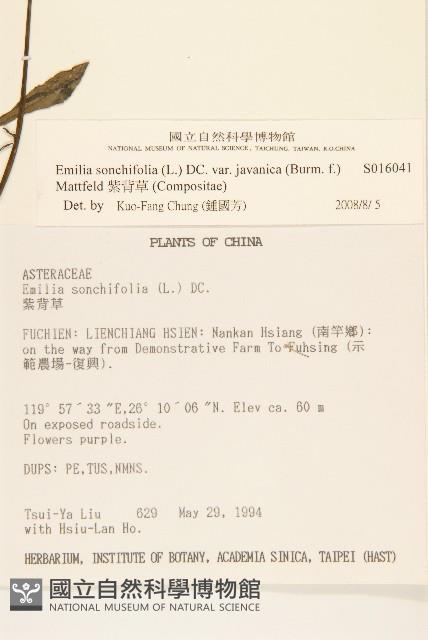 國立自然科學博物館
NATIONAL MUSEUM OF NATURAL SCIENCE, TAICHUNG, TAIWAN, R.O.CHINA
Emilia sonchifolia (L.) DC. var. javanica (Burm. f.) S016041
Mattfeld 紫背草 (Compositae)
Det. by Kuo-Fang Chung (鍾國芳) 2008/8/5
PLANTS OF CHINA
ASTERACEAE
Emilia sonchifolia (L.) DC.
紫背草
FUCHIEN: LIENCHIANG HSIEN: Nankan Hsiang (南竿鄉):
on the way from Demonstrative Farm To Fuhsing (示
範農場-復興).
119° 57´33 ″E,26° 10´06 ″N. Elev ca. 60 m
On exposed roadside.
Flowers purple.
DUPS: PE,TUS,NMNS.
Tsui-Ya Liu 629 May 29, 1994
with Hsiu-Lan Ho.
HERBARIUM, INSTITUTE OF BOTANY, ACADEMIA SINICA, TAIPEI (HAST)
國立自然科學博物館
NATIONAL MUSEUM OF NATURAL SCIENCE